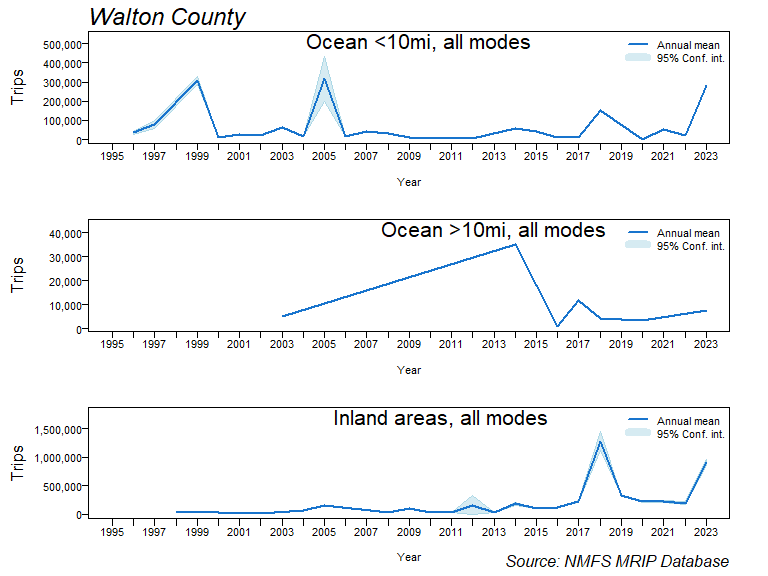 Walton County
Ocean <10mi, all modes
Annual mean
95% Conf. int.
500,000
400,000
300,000
200,000
100,000
0
Trips
1995 1997 1999 2001 2003 2005 2007 2009 2011 2013 2015 2017 2019 2021 2023
Year
Ocean >10mi, all modes
Annual mean
95% Conf. int.
40,000
30,000
20,000
10,000
0
Trips
1995 1997 1999 2001 2003 2005 2007 2009 2011 2013 2015 2017 2019 2021 2023
Year
Inland areas, all modes
Annual mean
95% Conf. int.
1,500,000
1,000,000
500,000
0
Trips
1995 1997 1999 2001 2003 2005 2007 2009 2011 2013 2015 2017 2019 2021 2023
Year
Source: NMFS MRIP Database